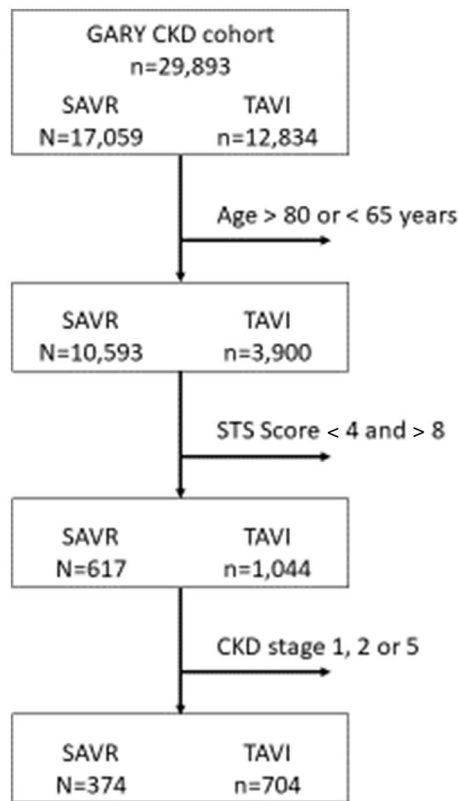 GARY CKD cohort
n=29,893
SAVR TAVI
N=17,059 n=12,834
Age > 80 or < 65 years
SAVR TAVI
N=10,593 n=3,900
STS Score < 4 and > 8
SAVR TAVI
N=617 n=1,044
CKD stage 1, 2 or 5
SAVR TAVI
N=374 n=704